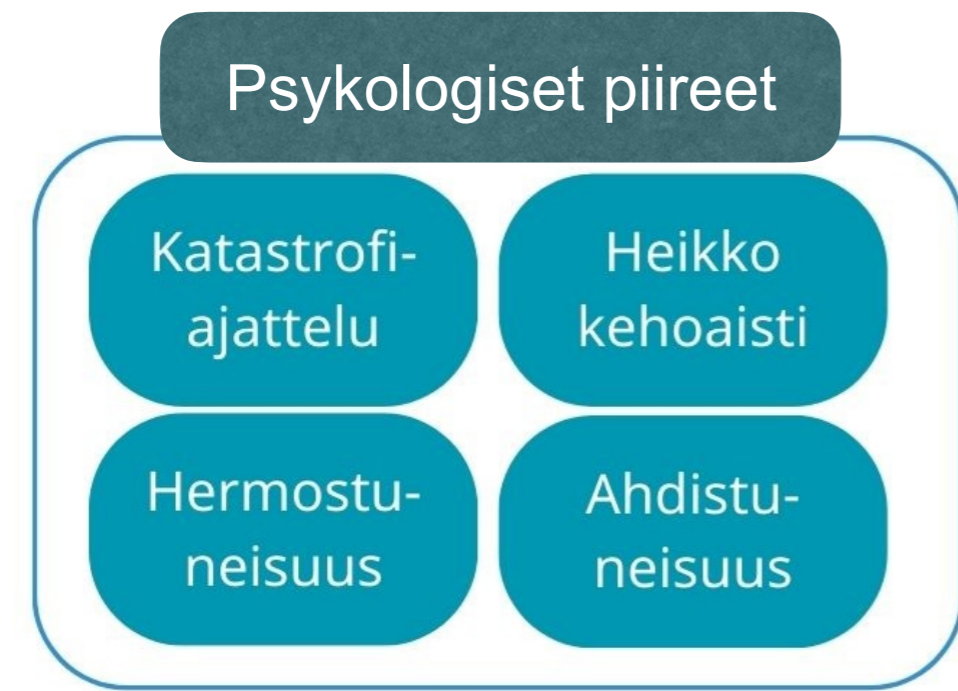 Psykologiset piireet
Katastrofi-
ajattelu
Heikko
kehoaisti
Hermostu-
neisuus
Ahdistu-
neisuus